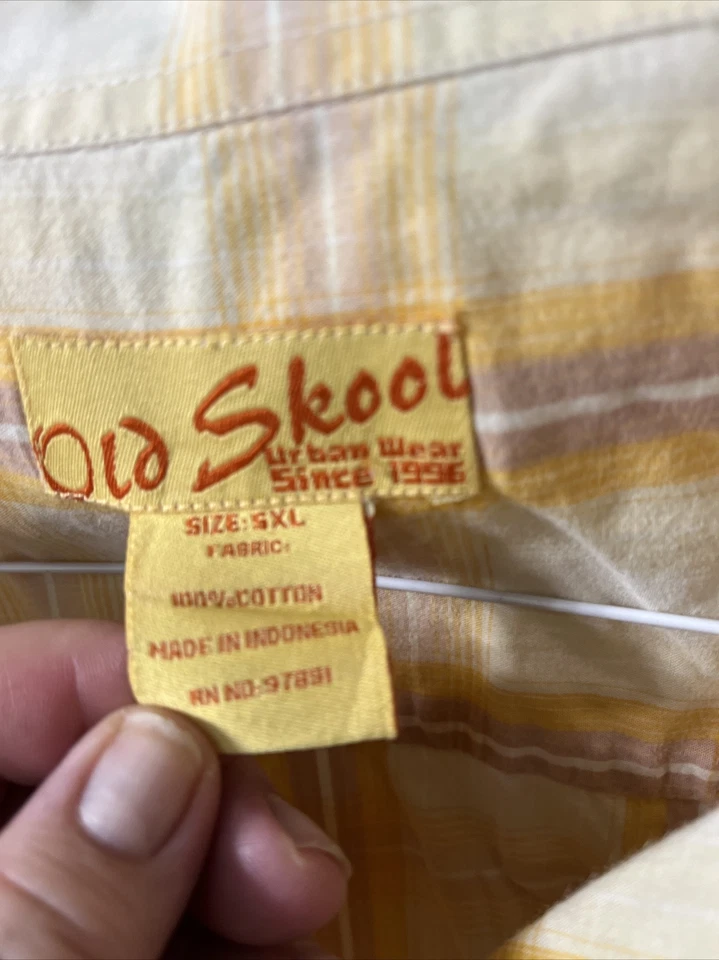 Old Skool
Urban Wear
Since 1996
SIZE: 5XL
FABRIC:
100% COTTON
MADE IN INDONESIA
RN NO: 97891